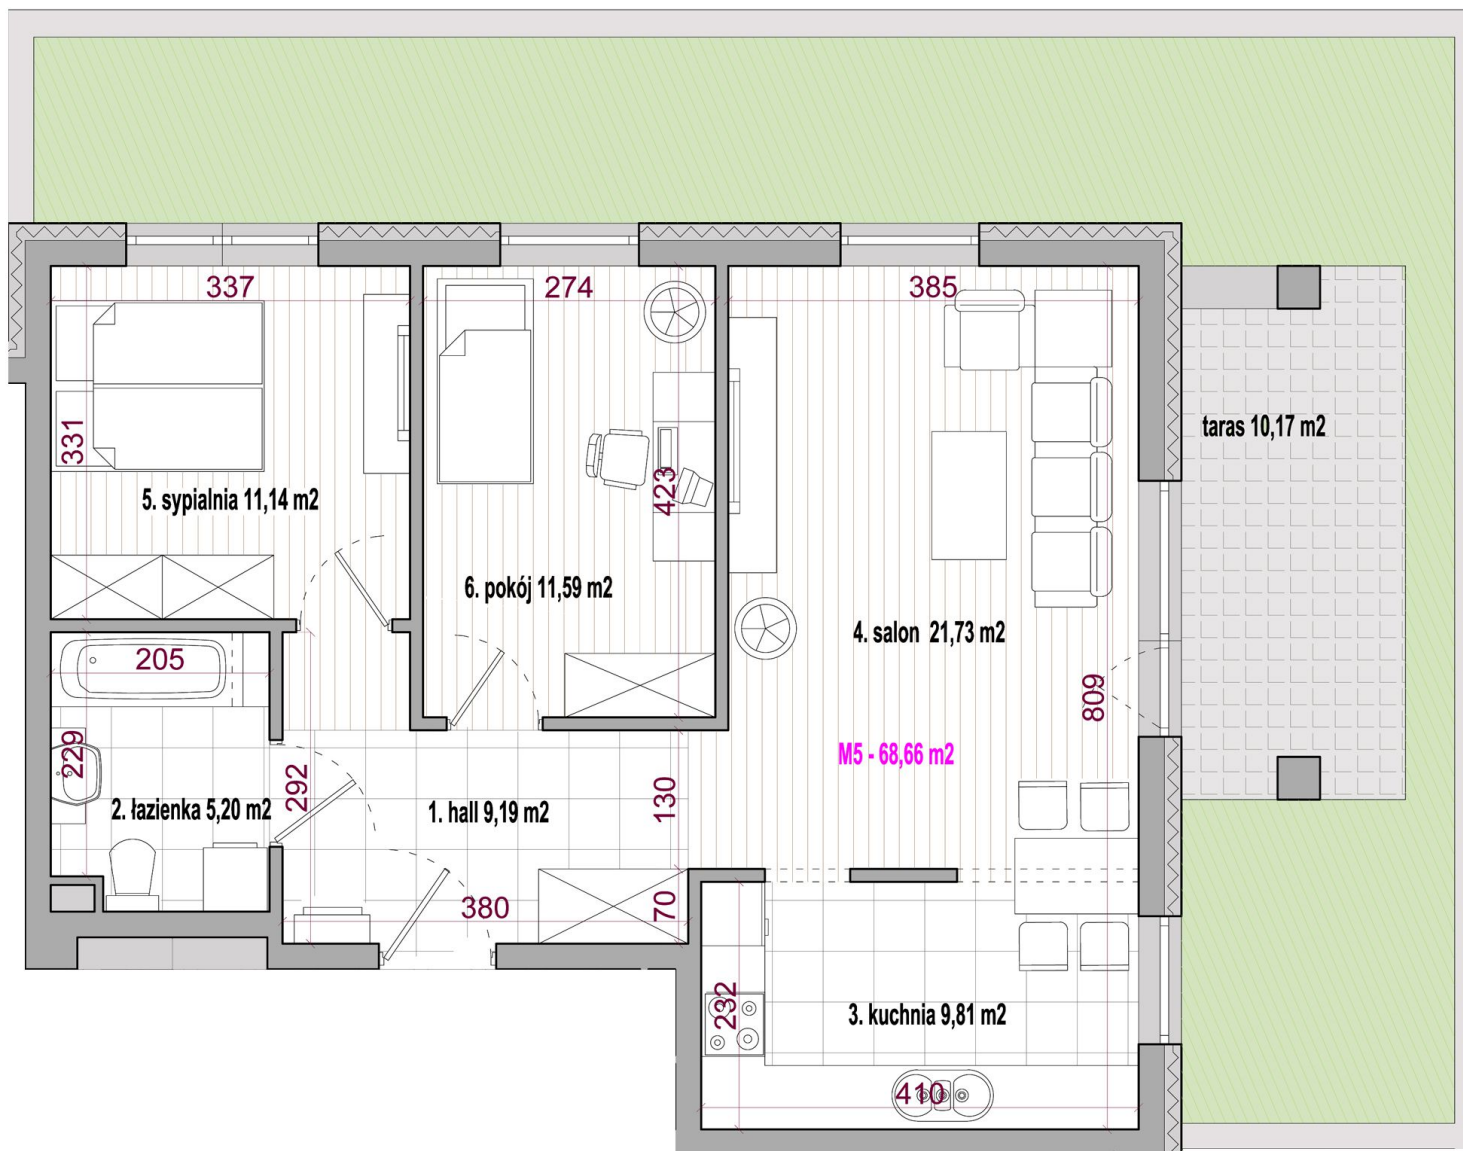 337
274
385
331
423
taras 10,17 m2
5. sypialnia 11,14 m2
6. pokój 11,59 m2
4. salon 21,73 m2
205
809
229
M5 - 68,66 m2
292
130
2. łazienka 5,20 m2
1. hall 9,19 m2
380
70
232
3. kuchnia 9,81 m2
410